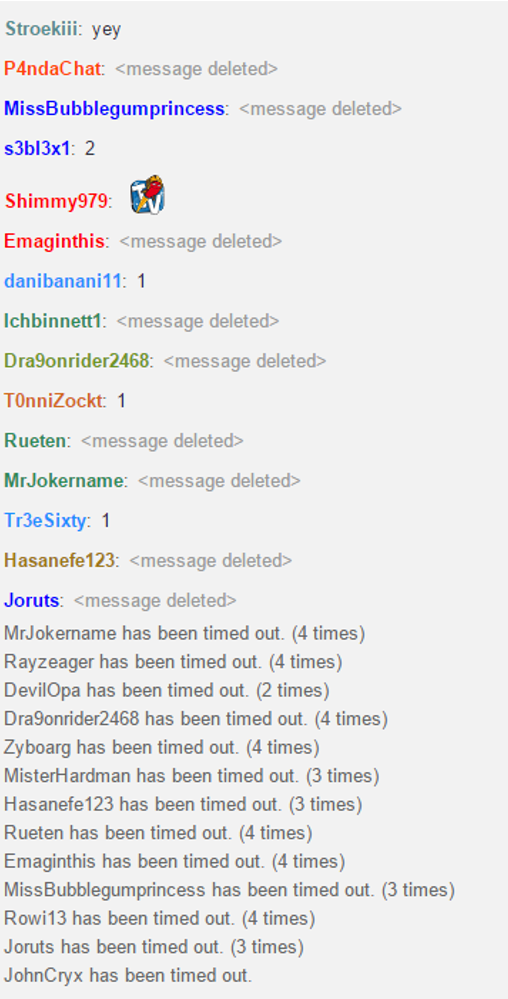 Stroekiii: yey
P4ndaChat: <message deleted>
MissBubblegumprincess: <message deleted>
s3bl3x1: 2
Shimmy979:
Emaginthis: <message deleted>
danibanani11: 1
Ichbinnett1: <message deleted>
Dra9onrider2468: <message deleted>
T0nniZockt: 1
Rueten: <message deleted>
MrJokername: <message deleted>
Tr3eSixty: 1
Hasanefe123: <message deleted>
Joruts: <message deleted>
MrJokername has been timed out. (4 times)
Rayzeager has been timed out. (4 times)
DevilOpa has been timed out. (2 times)
Dra9onrider2468 has been timed out. (4 times)
Zyboarg has been timed out. (4 times)
MisterHardman has been timed out. (3 times)
Hasanefe123 has been timed out. (3 times)
Rueten has been timed out. (4 times)
Emaginthis has been timed out. (4 times)
MissBubblegumprincess has been timed out. (3 times)
Rowi13 has been timed out. (4 times)
Joruts has been timed out. (3 times)
JohnCryx has been timed out.